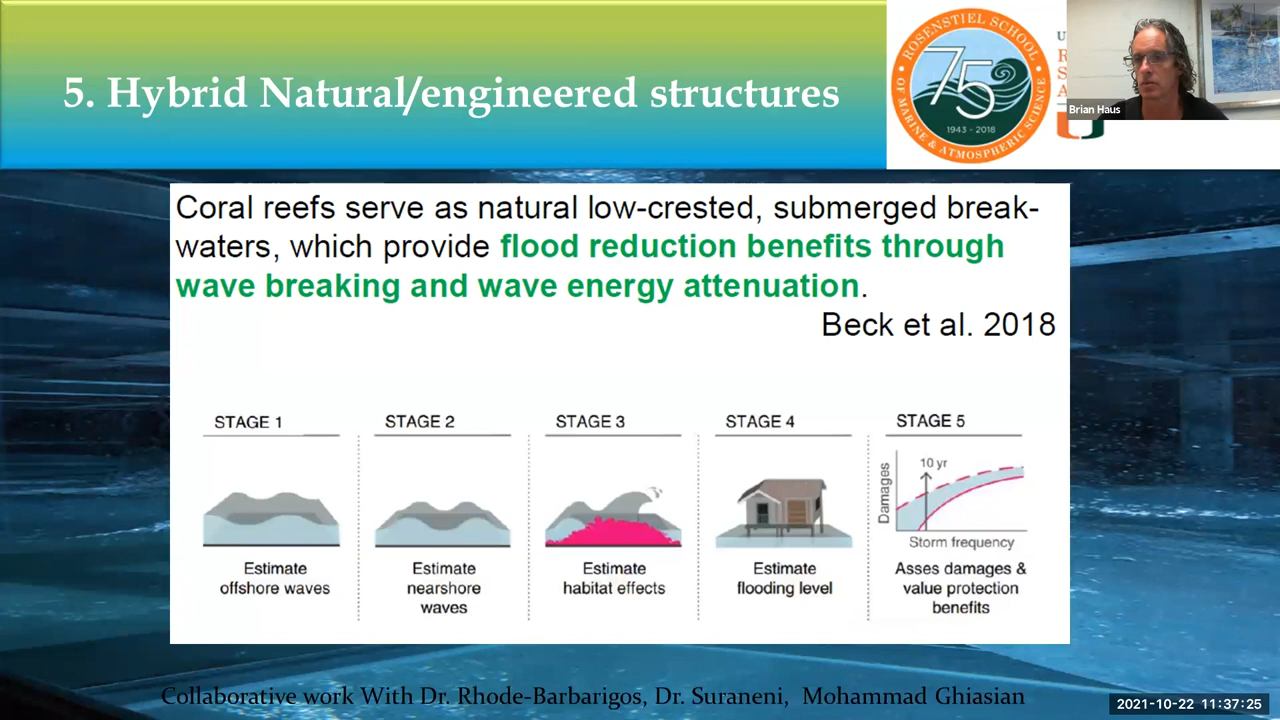 5. Hybrid Natural/engineered structures
ROSENSTIEL SCHOOL
OF MARINE & ATMOSPHERIC SCIENCE
75
1943 - 2018
U
R
S
A
Brian Haus
Coral reefs serve as natural low-crested, submerged break-
waters, which provide flood reduction benefits through
wave breaking and wave energy attenuation.
Beck et al. 2018
STAGE 1
Estimate
offshore waves
STAGE 2
Estimate
nearshore
waves
STAGE 3
Estimate
habitat effects
STAGE 4
Estimate
flooding level
STAGE 5
Damages
10 yr
Storm frequency
Asses damages &
value protection
benefits
Collaborative work With Dr. Rhode-Barbarigos, Dr. Suraneni, Mohammad Ghiasian
2021-10-22 11:37:25